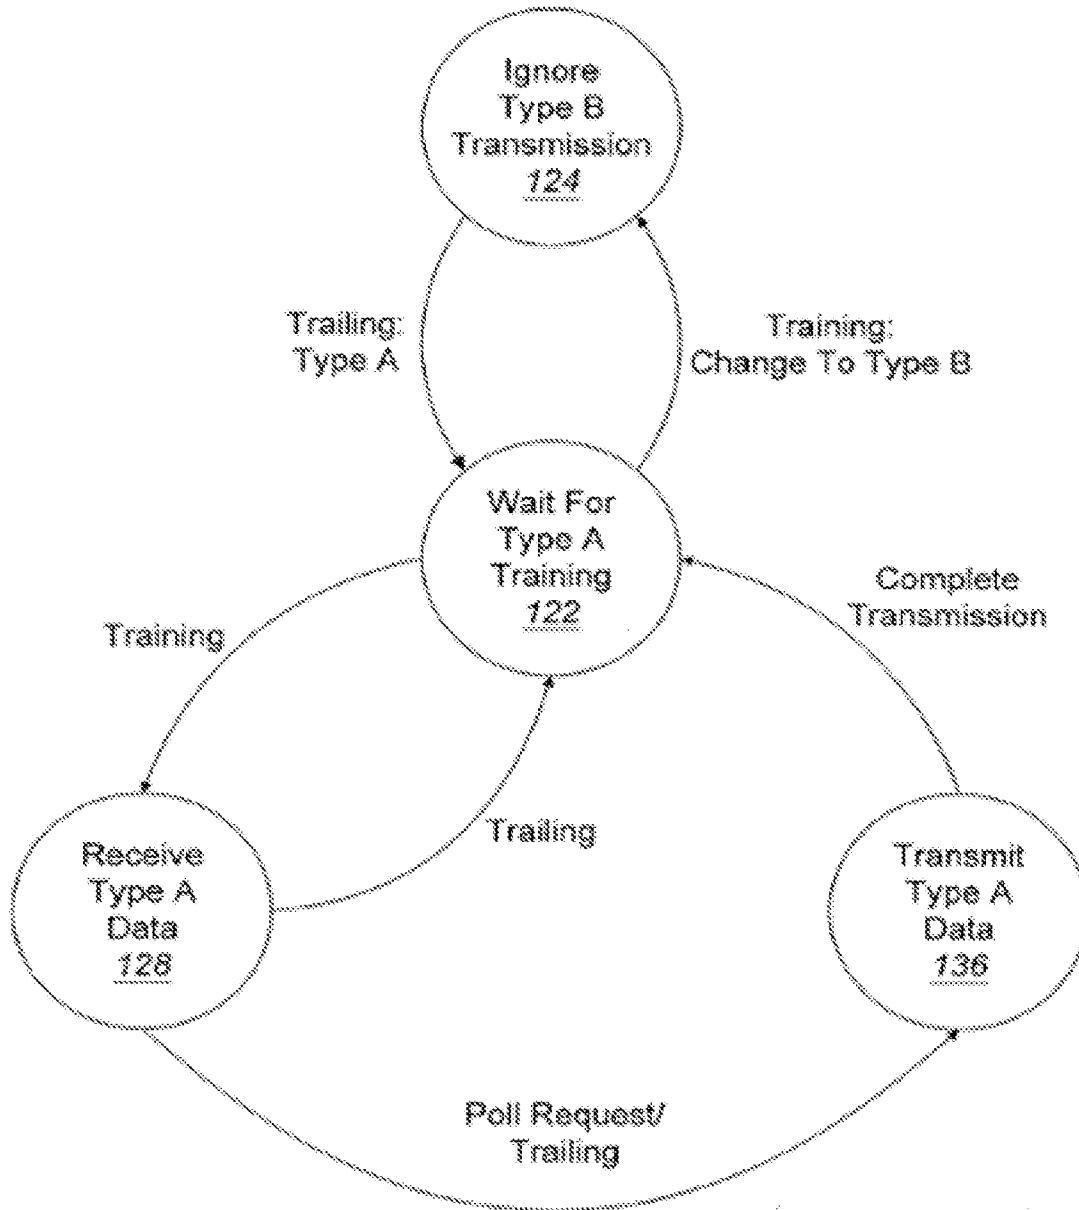 Ignore
Type B
Transmission
124
Trailing:
Type A
Training:
Change To Type B
Wait For
Type A
Training
122
Complete
Transmission
Training
Trailing
Receive
Type A
Data
128
Transmit
Type A
Data
136
Poll Request/
Trailing